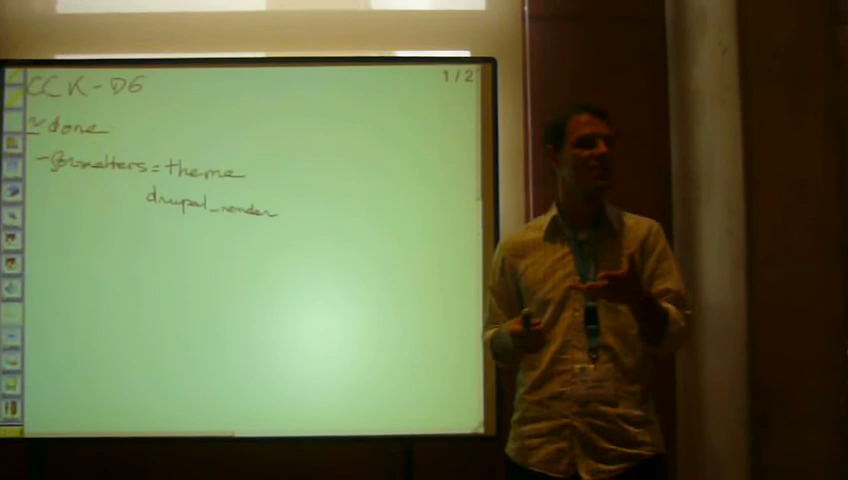 CCK-D6
1/2
~ done
- formatters = theme
drupal_render